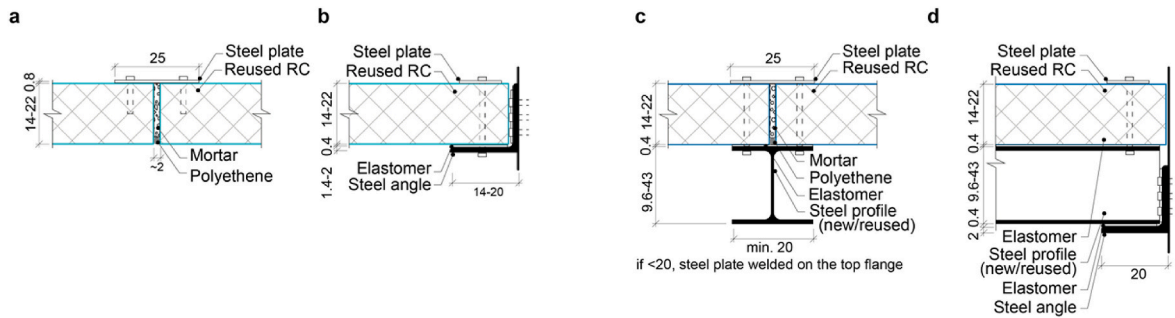 a
25
Steel plate
Reused RC
0.8
14-22
Mortar
Polyethene
~2
b
Steel plate
Reused RC
14-22
0.4
1.4-2
Elastomer
Steel angle
14-20
c
25
Steel plate
Reused RC
14-22
0.4
9.6-43
Mortar
Polyethene
Elastomer
Steel profile
(new/reused)
min. 20
if <20, steel plate welded on the top flange
d
Steel plate
Reused RC
14-22
0.4
9.6-43
0.4
2
Elastomer
Steel profile
(new/reused)
Elastomer
Steel angle
20